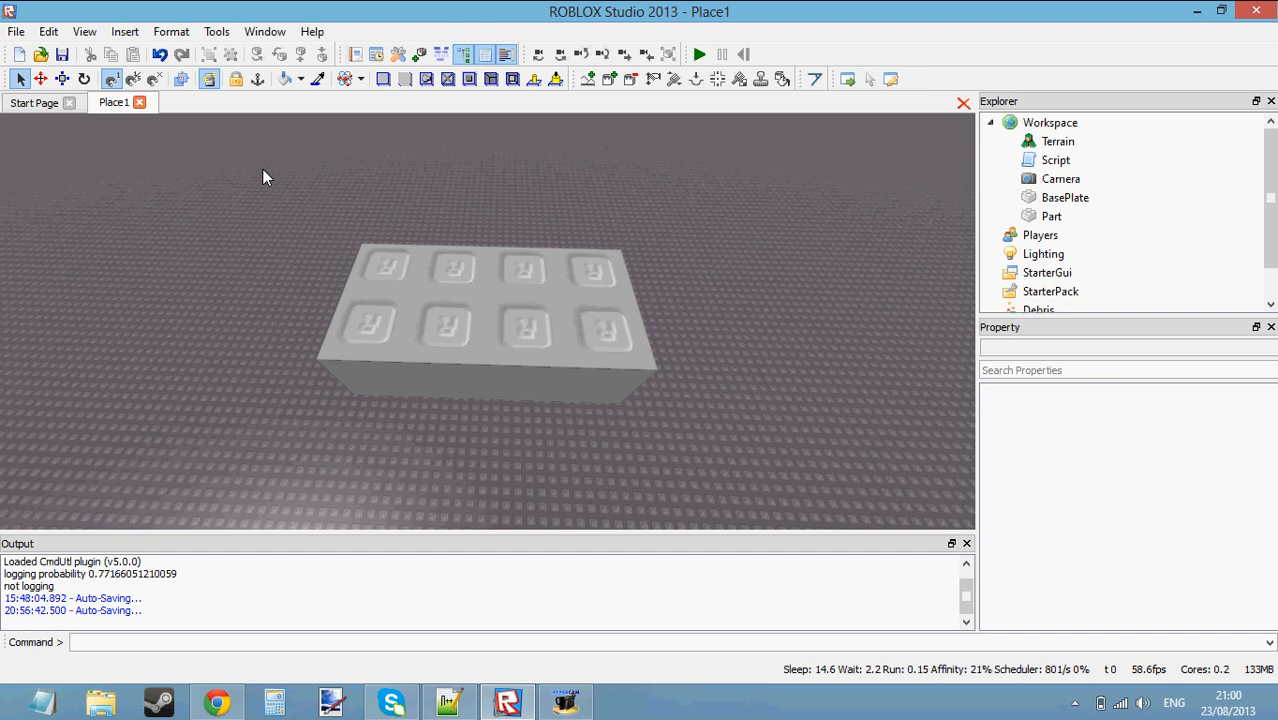 ROBLOX Studio 2013 - Place1
File Edit View Insert Format Tools Window Help
Start Page Place1
Explorer
Workspace
Terrain
Script
Camera
BasePlate
Part
Players
Lighting
StarterGui
StarterPack
Debris
Property
Search Properties
R R R R
R R R R
Output
Loaded CmdUtl plugin (v5.0.0)
logging probability 0.77166051210059
not logging
15:48:04.892 - Auto-Saving...
20:56:42.500 - Auto-Saving...
Command >
Sleep: 14.6 Wait: 2.2 Run: 0.15 Affinity: 21% Scheduler: 801/s 0% t 0 58.6fps Cores: 0.2 133MB
ENG
21:00
23/08/2013